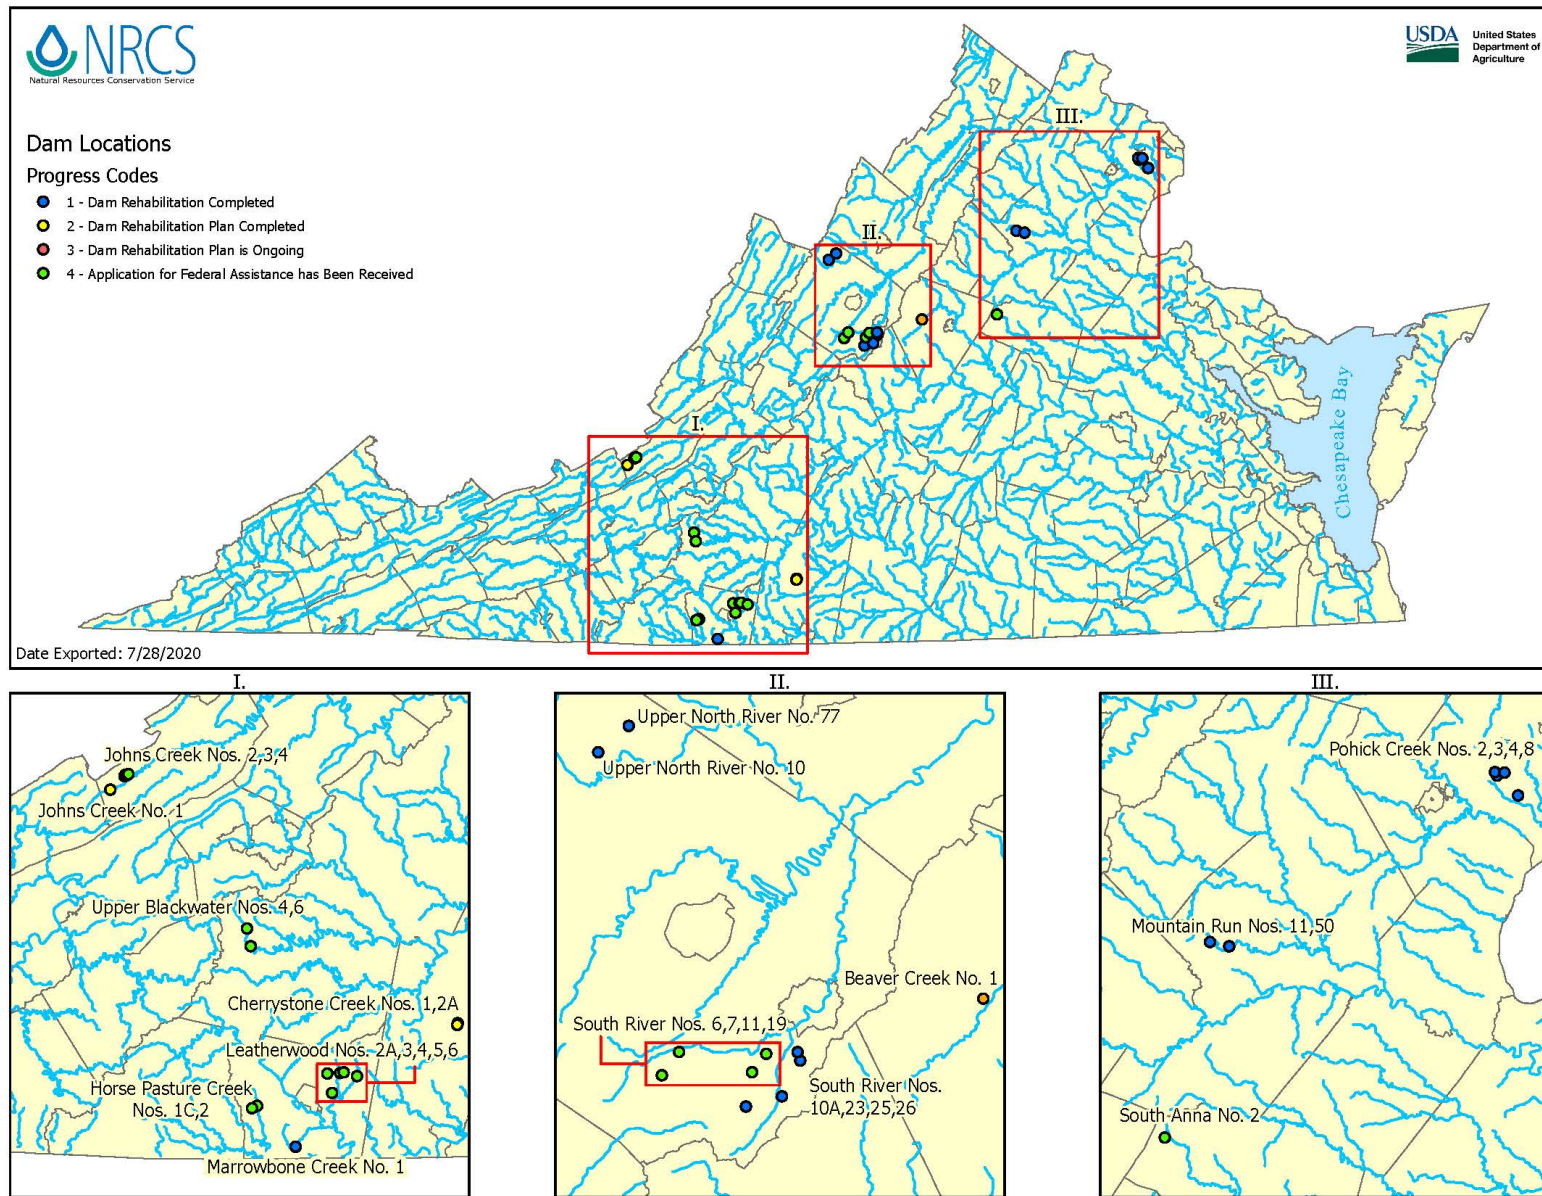 NRCS
Natural Resources Conservation Service
USDA
United States
Department of
Agriculture
Dam Locations
Progress Codes
1 - Dam Rehabilitation Completed
2 - Dam Rehabilitation Plan Completed
3 - Dam Rehabilitation Plan is Ongoing
4 - Application for Federal Assistance has Been Received
III.
II.
I.
Chesapeake Bay
Date Exported: 7/28/2020
I.
Johns Creek Nos. 2,3,4
Johns Creek No. 1
Upper Blackwater Nos. 4,6
Cherrystone Creek Nos. 1,2A
Leatherwood Nos. 2A,3,4,5,6
Horse Pasture Creek
Nos. 1C,2
Marrowbone Creek No. 1
II.
Upper North River No. 77
Upper North River No. 10
Beaver Creek No. 1
South River Nos. 6,7,11,19
South River Nos.
10A,23,25,26
III.
Pohick Creek Nos. 2,3,4,8
Mountain Run Nos. 11,50
South Anna No. 2